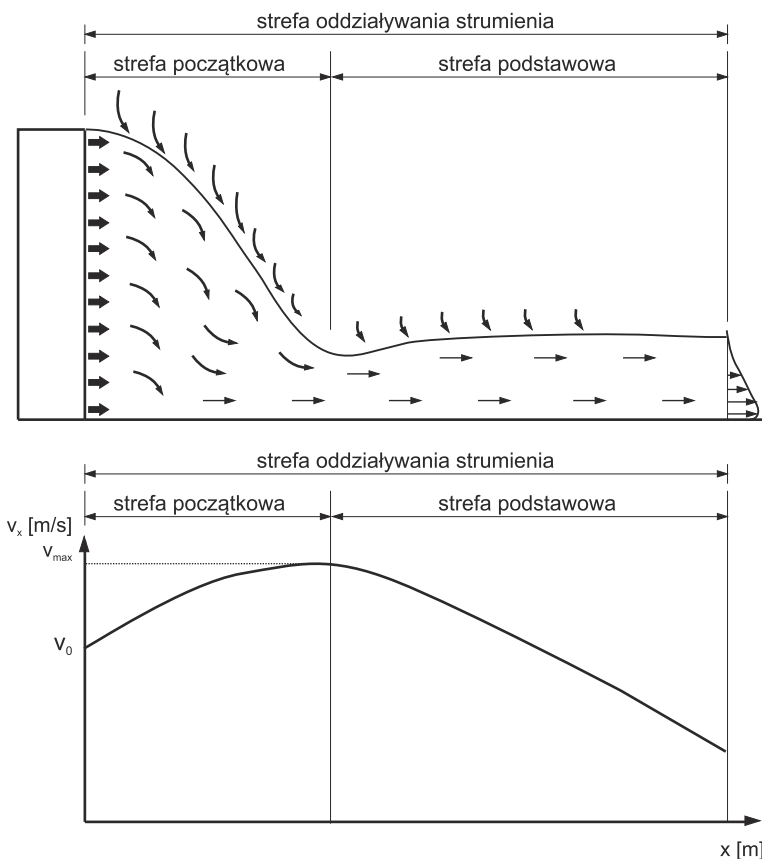 strefa oddziaływania strumienia
strefa początkowa
strefa podstawowa
strefa oddziaływania strumienia
strefa początkowa
strefa podstawowa
vx [m/s]
vmax
v0
x [m]